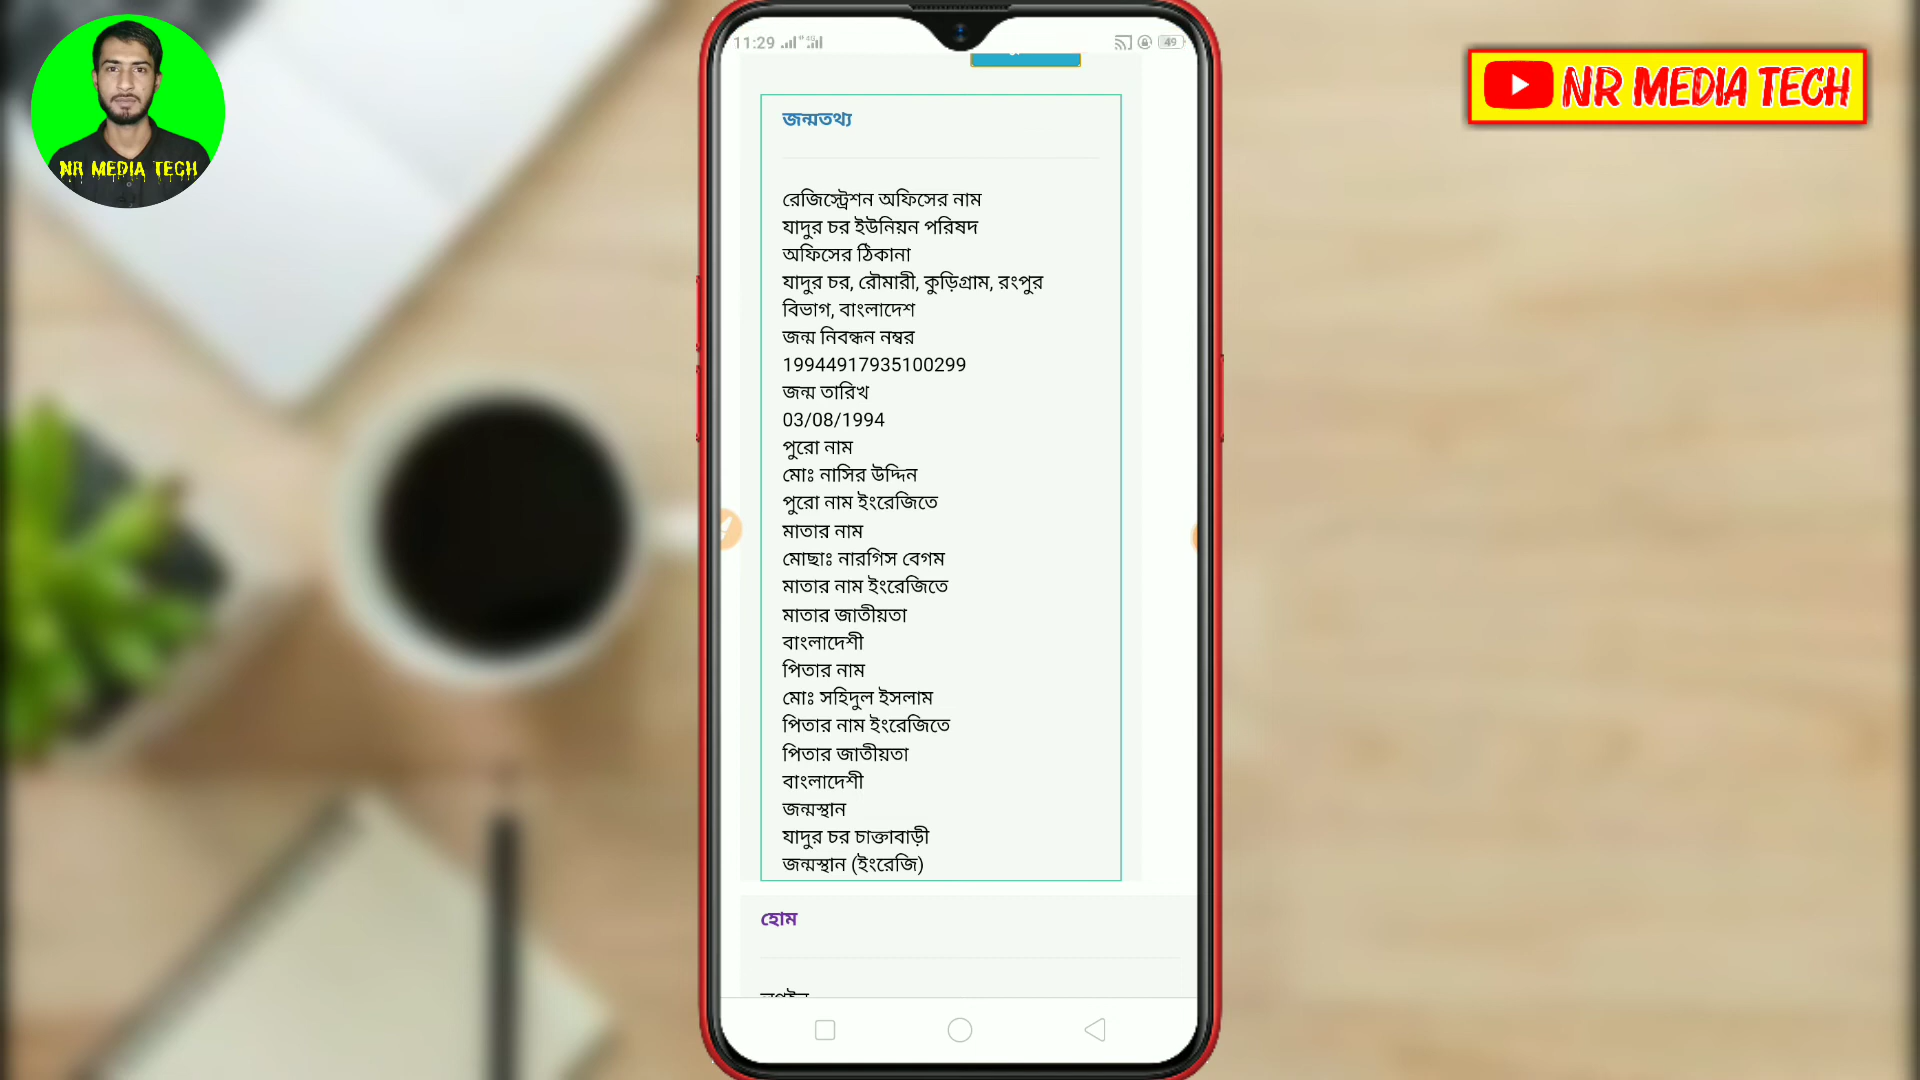 NR MEDIA TECH
NR MEDIA TECH
11:29
4G
49
জন্মতথ্য
রেজিস্ট্রেশন অফিসের নাম
যাদুর চর ইউনিয়ন পরিষদ
অফিসের ঠিকানা
যাদুর চর, রৌমারী, কুড়িগ্রাম, রংপুর
বিভাগ, বাংলাদেশ
জন্ম নিবন্ধন নম্বর
19944917935100299
জন্ম তারিখ
03/08/1994
পুরো নাম
মোঃ নাসির উদ্দিন
পুরো নাম ইংরেজিতে
মাতার নাম
মোছাঃ নারগিস বেগম
মাতার নাম ইংরেজিতে
মাতার জাতীয়তা
বাংলাদেশী
পিতার নাম
মোঃ সহিদুল ইসলাম
পিতার নাম ইংরেজিতে
পিতার জাতীয়তা
বাংলাদেশী
জন্মস্থান
যাদুর চর চাক্তাবাড়ী
জন্মস্থান (ইংরেজি)
হোম